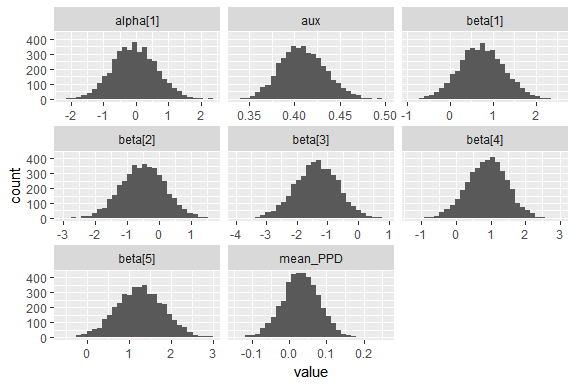 alpha[1] aux beta[1]
400
300
200
100
0
-2 -1 0 1 2 0.35 0.40 0.45 0.50 -1 0 1 2
beta[2] beta[3] beta[4]
400
300
200
100
0
-3 -2 -1 0 1 -4 -3 -2 -1 0 1 -1 0 1 2 3
count
beta[5] mean_PPD
400
300
200
100
0
0 1 2 3 -0.1 0.0 0.1 0.2
value